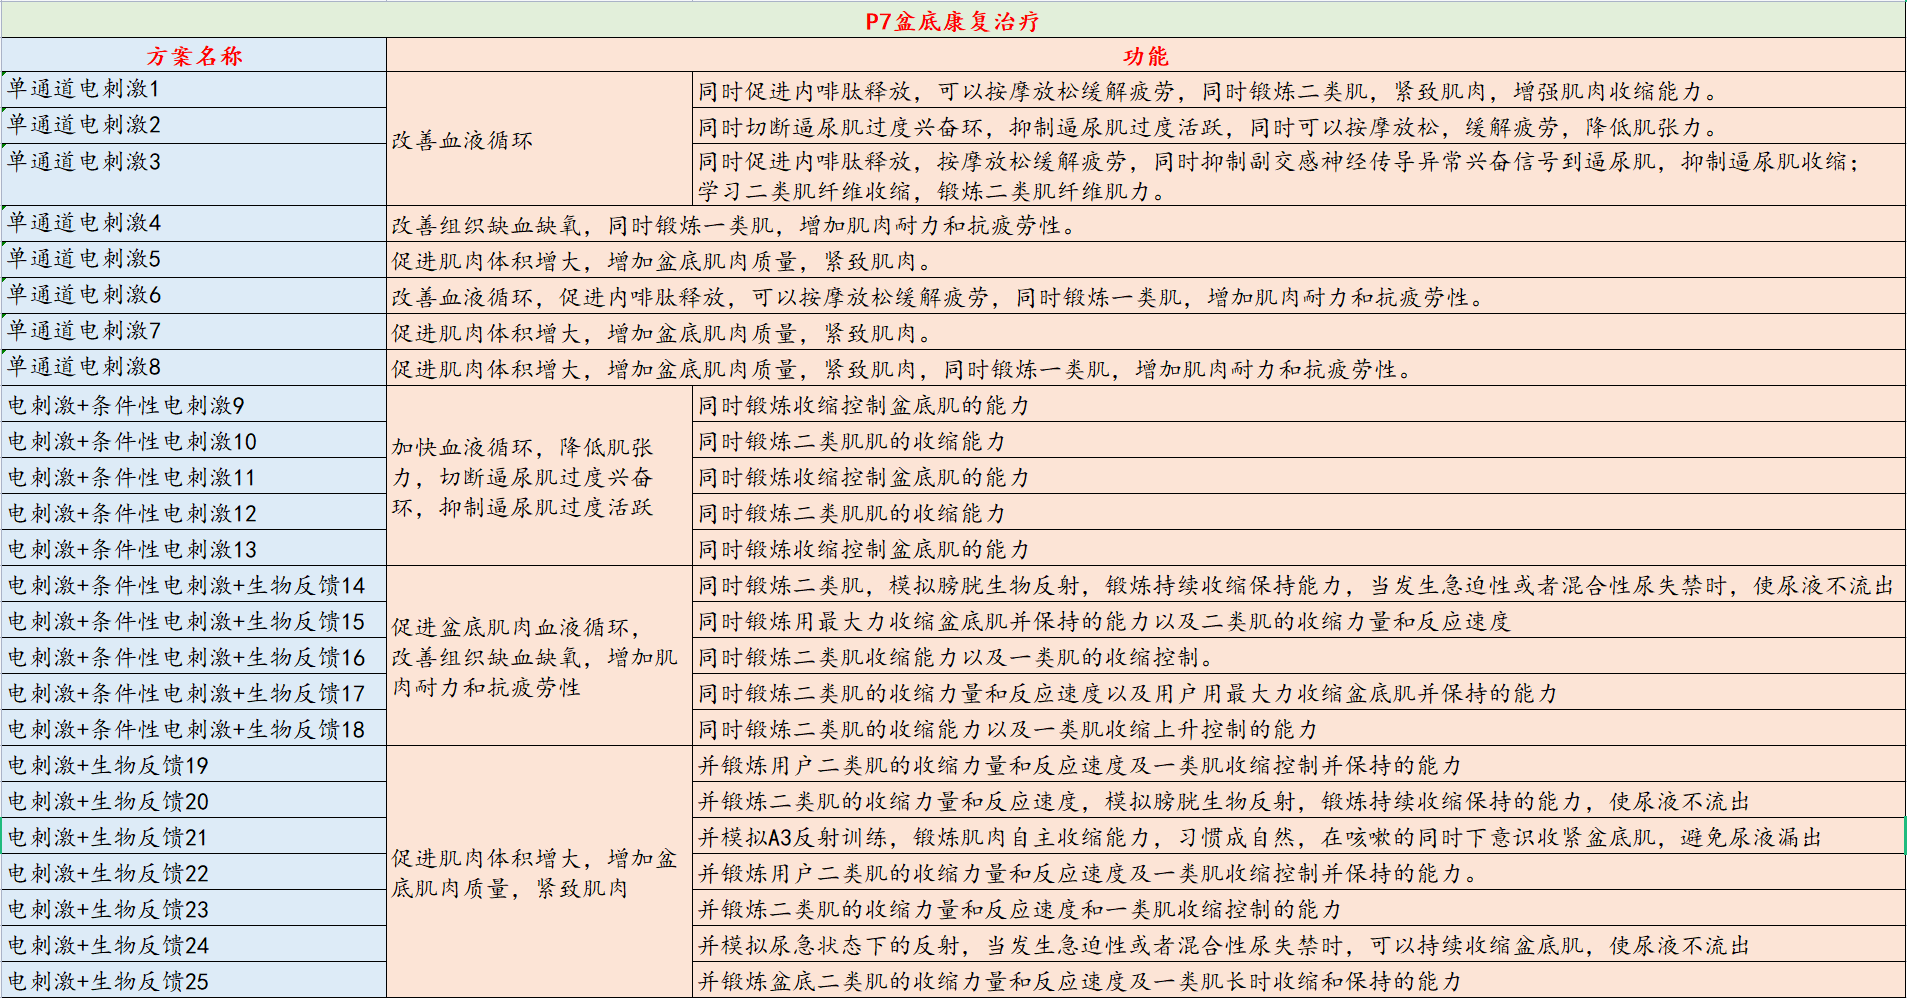 P7盆底康复治疗
方案名称
功能
单通道电刺激1
改善血液循环
同时促进内啡肽释放，可以按摩放松缓解疲劳，同时锻炼二类肌，紧致肌肉，增强肌肉收缩能力。
单通道电刺激2
同时切断逼尿肌过度兴奋环，抑制逼尿肌过度活跃，同时可以按摩放松，缓解疲劳，降低肌张力。
单通道电刺激3
同时促进内啡肽释放，按摩放松缓解疲劳，同时抑制副交感神经传导异常兴奋信号到逼尿肌，抑制逼尿肌收缩；
学习二类肌纤维收缩，锻炼二类肌纤维肌力。
单通道电刺激4
改善组织缺血缺氧，同时锻炼一类肌，增加肌肉耐力和抗疲劳性。
单通道电刺激5
促进肌肉体积增大，增加盆底肌肉质量，紧致肌肉。
单通道电刺激6
改善血液循环，促进内啡肽释放，可以按摩放松缓解疲劳，同时锻炼一类肌，增加肌肉耐力和抗疲劳性。
单通道电刺激7
促进肌肉体积增大，增加盆底肌肉质量，紧致肌肉。
单通道电刺激8
促进肌肉体积增大，增加盆底肌肉质量，紧致肌肉，同时锻炼一类肌，增加肌肉耐力和抗疲劳性。
电刺激+条件性电刺激9
加快血液循环，降低肌张
力，切断逼尿肌过度兴奋
环，抑制逼尿肌过度活跃
同时锻炼收缩控制盆底肌的能力
电刺激+条件性电刺激10
同时锻炼二类肌肌的收缩能力
电刺激+条件性电刺激11
同时锻炼收缩控制盆底肌的能力
电刺激+条件性电刺激12
同时锻炼二类肌肌的收缩能力
电刺激+条件性电刺激13
同时锻炼收缩控制盆底肌的能力
电刺激+条件性电刺激+生物反馈14
促进盆底肌肉血液循环，
改善组织缺血缺氧，增加肌
肉耐力和抗疲劳性
同时锻炼二类肌，模拟膀胱生物反射，锻炼持续收缩保持能力，当发生急迫性或者混合性尿失禁时，使尿液不流出
电刺激+条件性电刺激+生物反馈15
同时锻炼用最大力收缩盆底肌并保持的能力以及二类肌的收缩力量和反应速度
电刺激+条件性电刺激+生物反馈16
同时锻炼二类肌收缩能力以及一类肌的收缩控制。
电刺激+条件性电刺激+生物反馈17
同时锻炼二类肌的收缩力量和反应速度以及用户用最大力收缩盆底肌并保持的能力
电刺激+条件性电刺激+生物反馈18
同时锻炼二类肌的收缩能力以及一类肌收缩上升控制的能力
电刺激+生物反馈19
促进肌肉体积增大，增加盆
底肌肉质量，紧致肌肉
并锻炼用户二类肌的收缩力量和反应速度及一类肌收缩控制并保持的能力
电刺激+生物反馈20
并锻炼二类肌的收缩力量和反应速度，模拟膀胱生物反射，锻炼持续收缩保持的能力，使尿液不流出
电刺激+生物反馈21
并模拟A3反射训练，锻炼肌肉自主收缩能力，习惯成自然，在咳嗽的同时下意识收紧盆底肌，避免尿液漏出
电刺激+生物反馈22
并锻炼用户二类肌的收缩力量和反应速度及一类肌收缩控制并保持的能力。
电刺激+生物反馈23
并锻炼二类肌的收缩力量和反应速度和一类肌收缩控制的能力
电刺激+生物反馈24
并模拟尿急状态下的反射，当发生急迫性或者混合性尿失禁时，可以持续收缩盆底肌，使尿液不流出
电刺激+生物反馈25
并锻炼盆底二类肌的收缩力量和反应速度及一类肌长时收缩和保持的能力